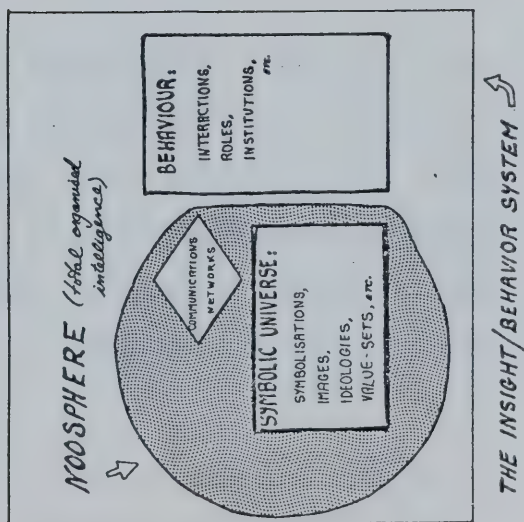 NOOSPHERE (total organised
intelligence)
COMMUNICATIONS
NETWORKS
SYMBOLIC UNIVERSE:
SYMBOLISATIONS,
IMAGES,
IDEOLOGIES,
VALUE-SETS, etc.
BEHAVIOUR:
INTERACTIONS,
ROLES,
INSTITUTIONS,
etc.
THE INSIGHT/BEHAVIOR SYSTEM